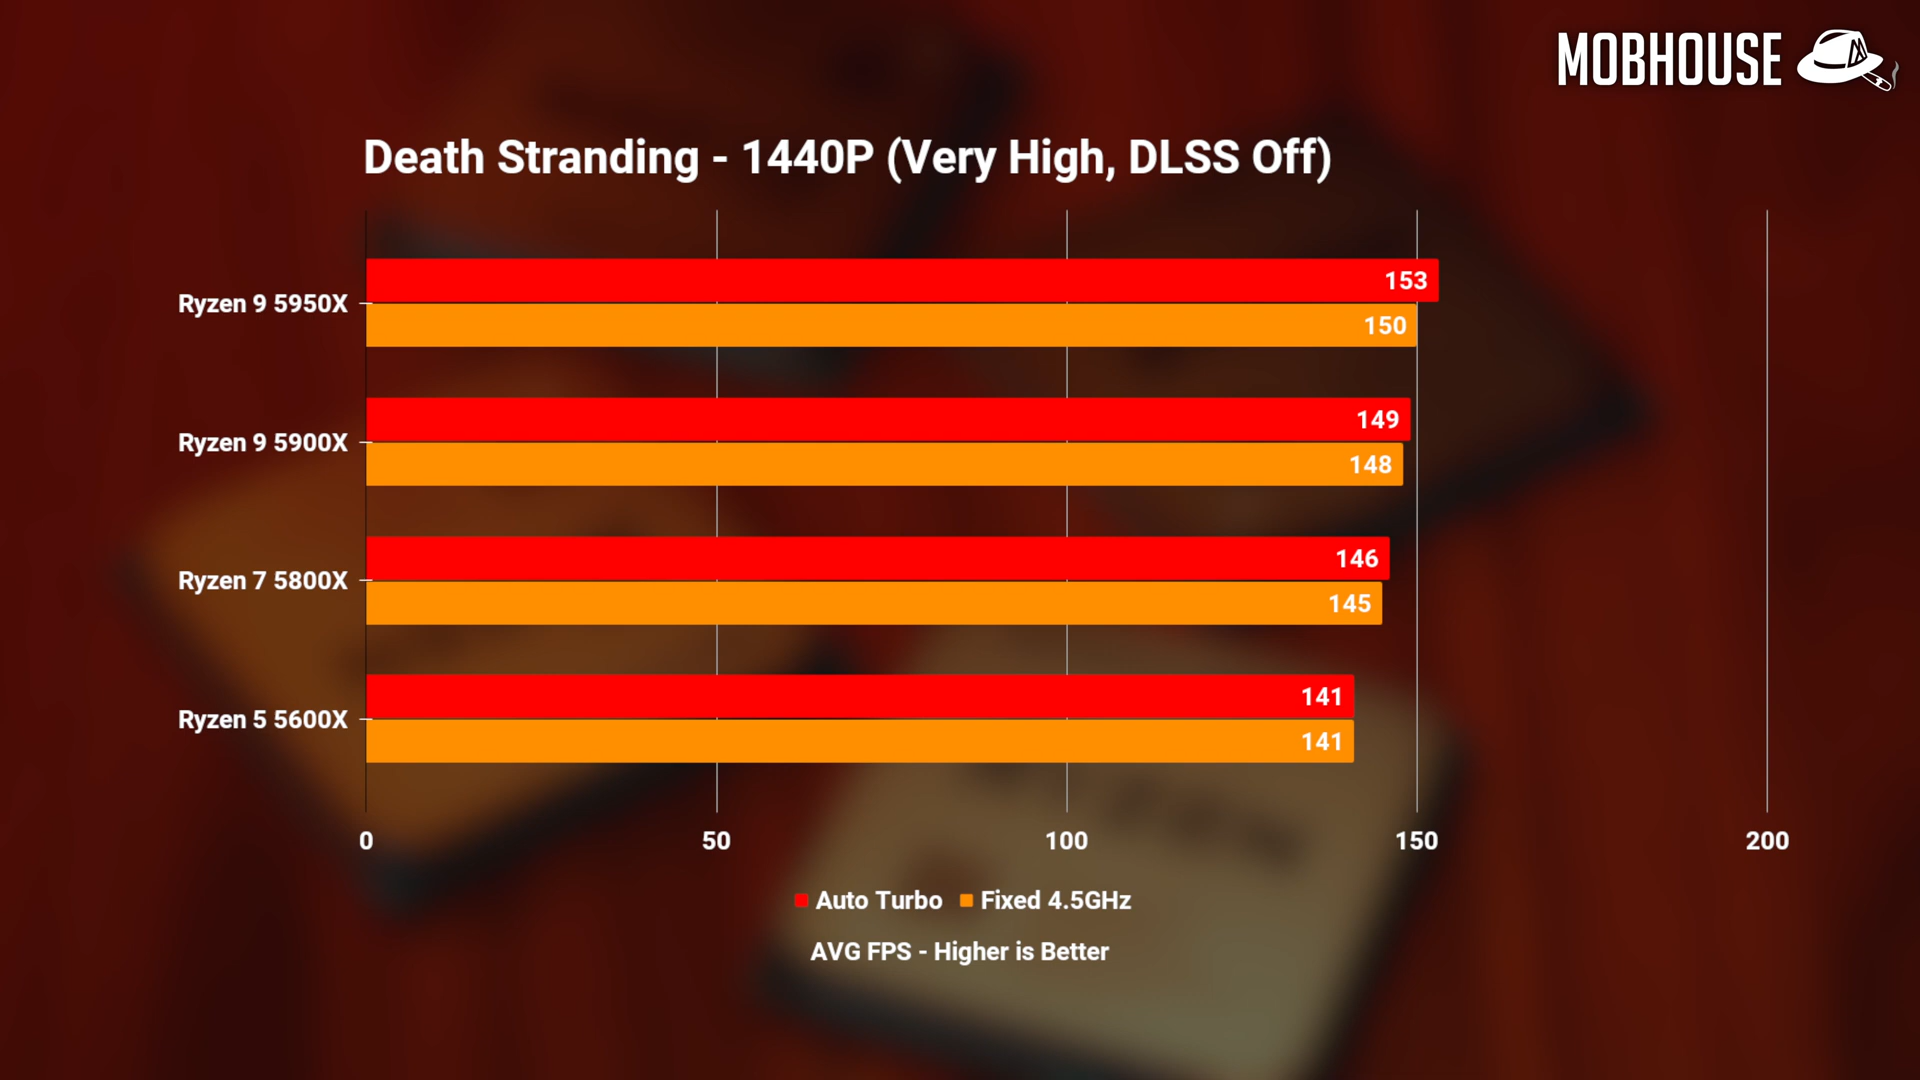 MOBHOUSE
Death Stranding - 1440P (Very High, DLSS Off)
Ryzen 9 5950X
153
150
Ryzen 9 5900X
149
148
Ryzen 7 5800X
146
145
Ryzen 5 5600X
141
141
0 50 100 150 200
Auto Turbo Fixed 4.5GHz
AVG FPS - Higher is Better